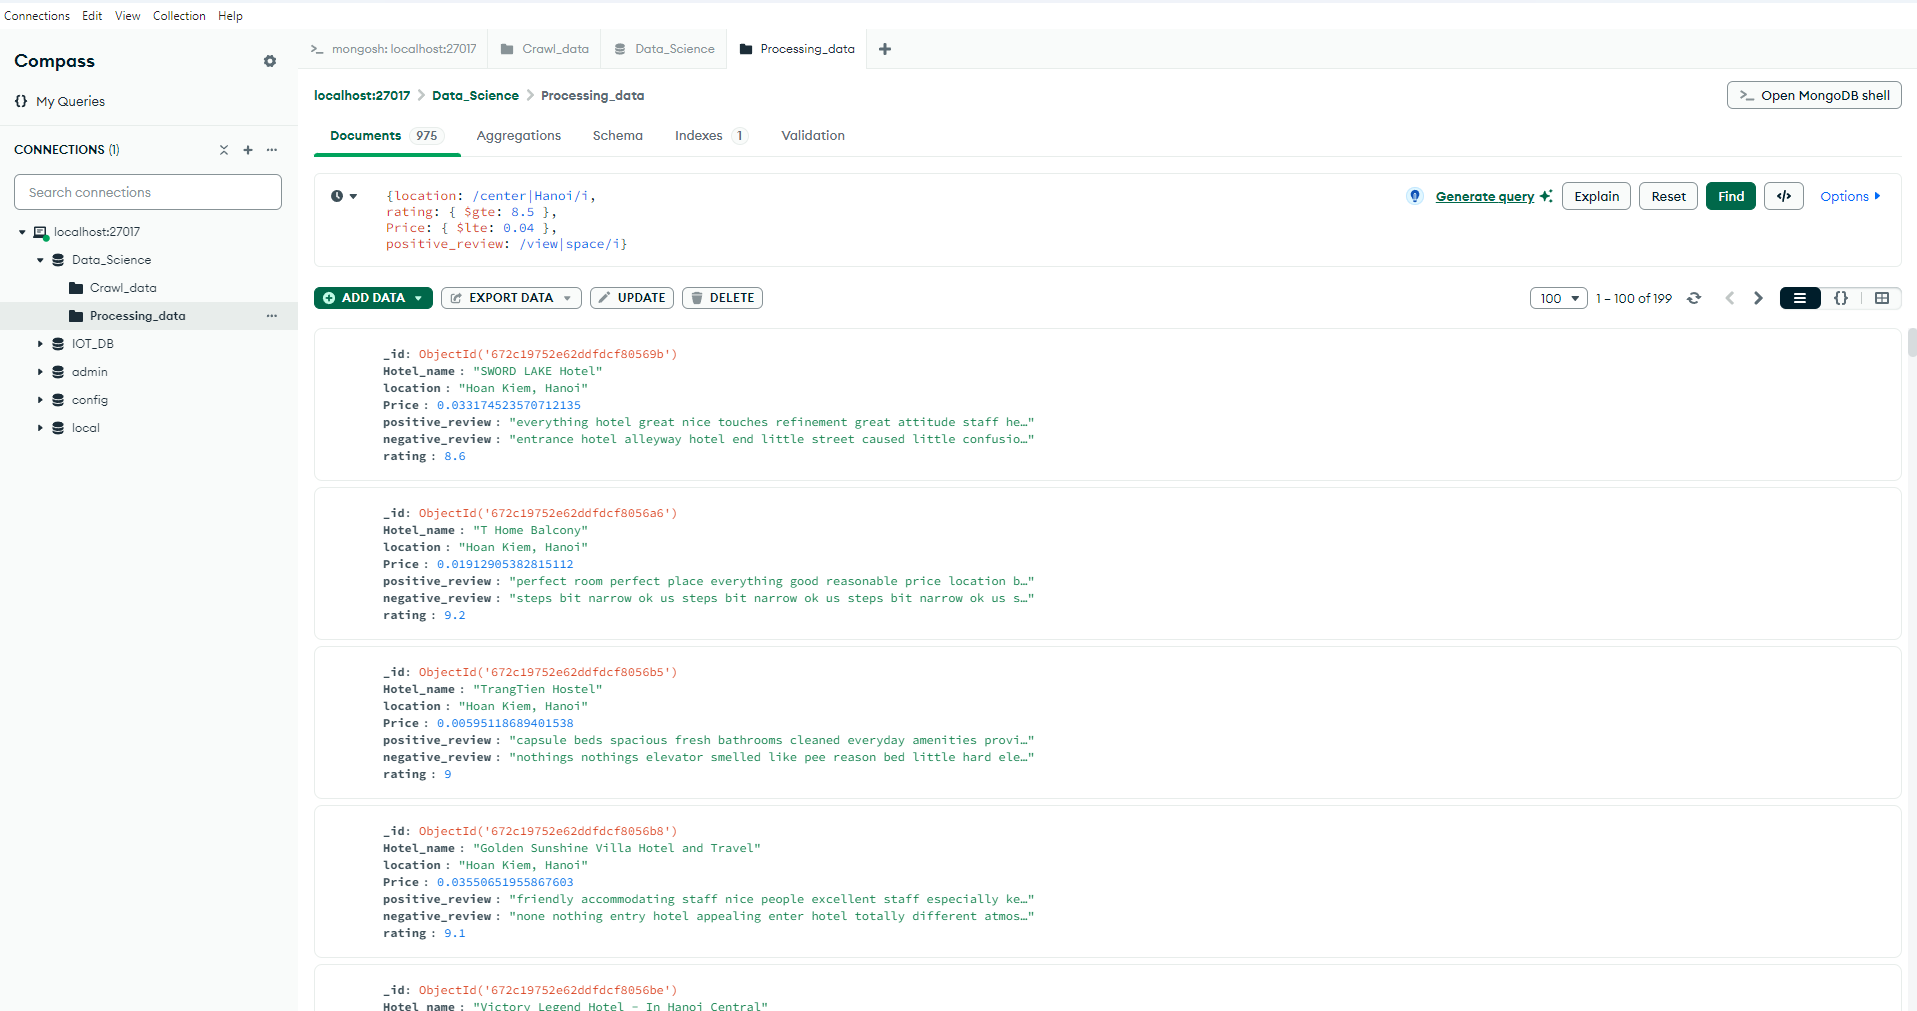 Connections Edit View Collection Help
Compass
My Queries
CONNECTIONS (1)
Search connections
localhost:27017
Data_Science
Crawl_data
Processing_data
IOT_DB
admin
config
local
mongosh: localhost:27017 Crawl_data Data_Science Processing_data
localhost:27017 > Data_Science > Processing_data
Open MongoDB shell
Documents 975 Aggregations Schema Indexes 1 Validation
{location: /center|Hanoi/i,
rating: { $gte: 8.5 },
Price: { $lte: 0.04 },
positive_review: /view|space/i}
Generate query Explain Reset Find </> Options
ADD DATA EXPORT DATA UPDATE DELETE
100 1 – 100 of 199 {}
_id: ObjectId('672c19752e62ddfdcf80569b')
Hotel_name : "SWORD LAKE Hotel"
location : "Hoan Kiem, Hanoi"
Price : 0.033174523570712135
positive_review : "everything hotel great nice touches refinement great attitude staff he…"
negative_review : "entrance hotel alleyway hotel end little street caused little confusio…"
rating : 8.6
_id: ObjectId('672c19752e62ddfdcf8056a6')
Hotel_name : "T Home Balcony"
location : "Hoan Kiem, Hanoi"
Price : 0.01912905382815112
positive_review : "perfect room perfect place everything good reasonable price location b…"
negative_review : "steps bit narrow ok us steps bit narrow ok us steps bit narrow ok us s…"
rating : 9.2
_id: ObjectId('672c19752e62ddfdcf8056b5')
Hotel_name : "TrangTien Hostel"
location : "Hoan Kiem, Hanoi"
Price : 0.00595118689401538
positive_review : "capsule beds spacious fresh bathrooms cleaned everyday amenities provi…"
negative_review : "nothings nothings elevator smelled like pee reason bed little hard ele…"
rating : 9
_id: ObjectId('672c19752e62ddfdcf8056b8')
Hotel_name : "Golden Sunshine Villa Hotel and Travel"
location : "Hoan Kiem, Hanoi"
Price : 0.03550651955867603
positive_review : "friendly accommodating staff nice people excellent staff especially ke…"
negative_review : "none nothing entry hotel appealing enter hotel totally different atmos…"
rating : 9.1
_id: ObjectId('672c19752e62ddfdcf8056be')
Hotel_name : "Victory Legend Hotel - In Hanoi Central"